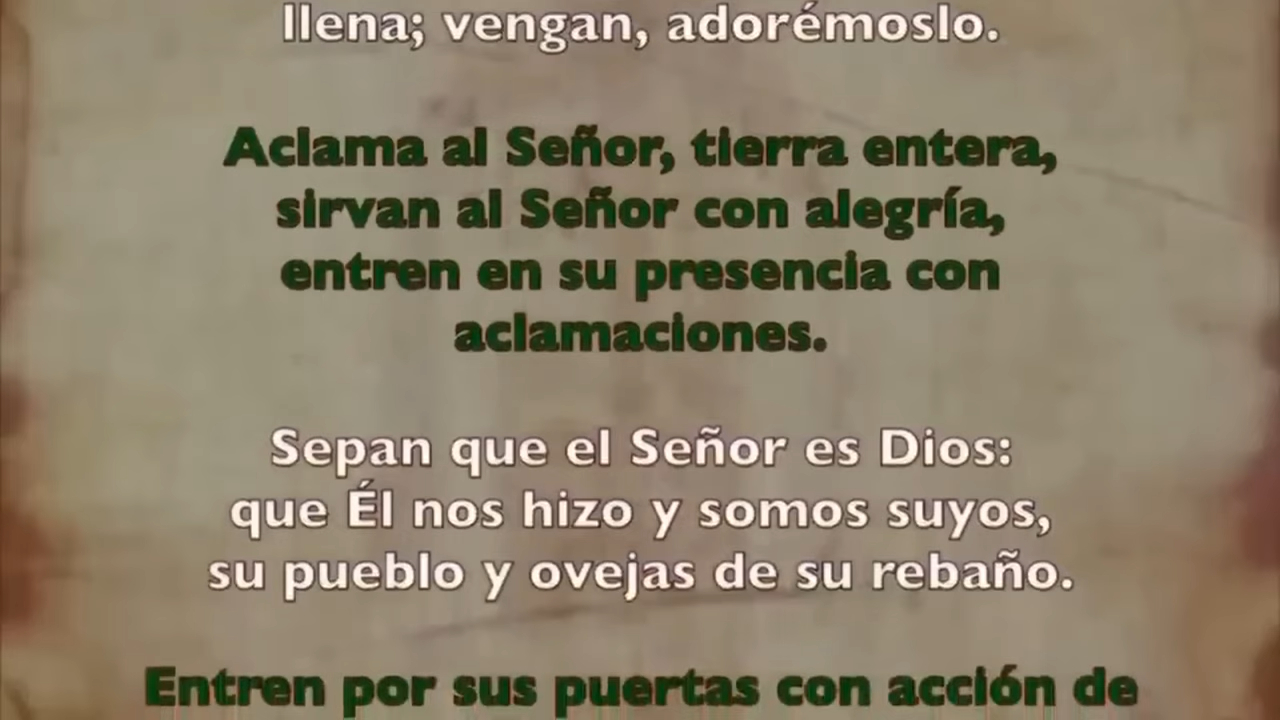 llena; vengan, adorémoslo.
Aclama al Señor, tierra entera,
sirvan al Señor con alegría,
entren en su presencia con
aclamaciones.
Sepan que el Señor es Dios:
que Él nos hizo y somos suyos,
su pueblo y ovejas de su rebaño.
Entren por sus puertas con acción de